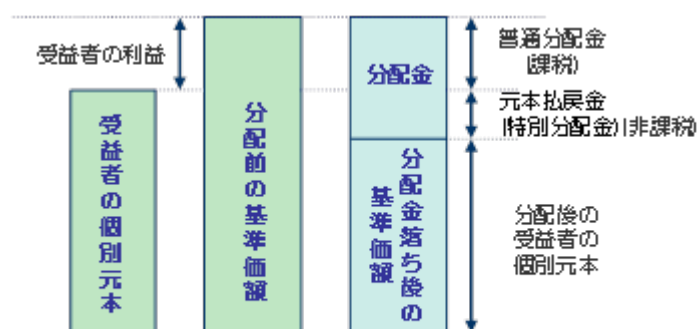 受益者の利益
普通分配金
(課税)
分配金
元本払戻金
(特別分配金)(非課税)
受益者の個別元本
分配前の基準価額
分配金落ち後の
基準価額
分配後の
受益者の
個別元本